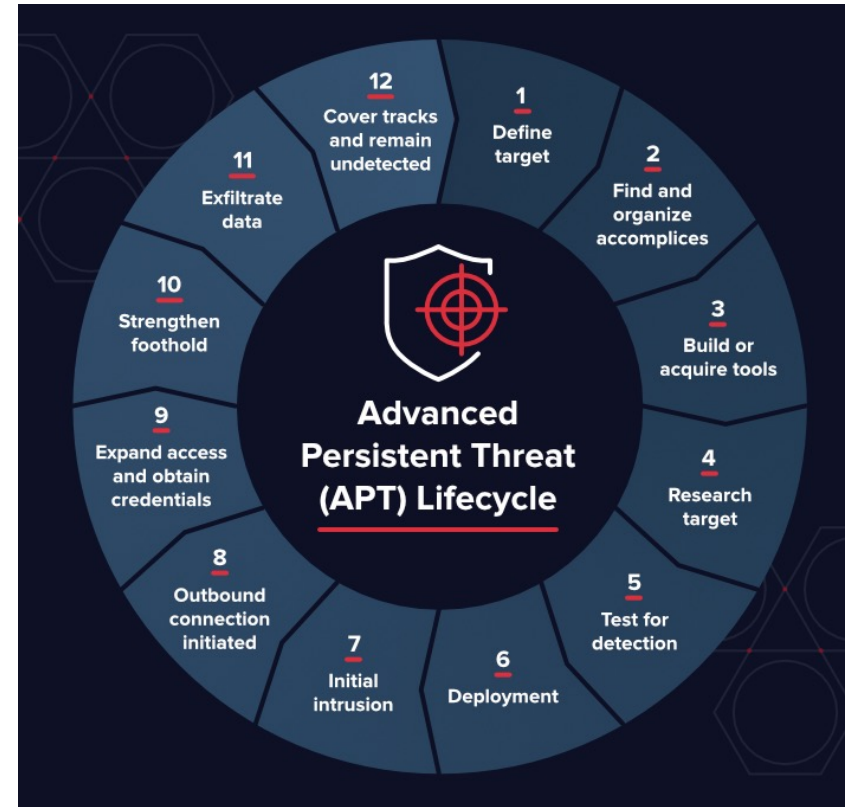 Advanced
Persistent Threat
(APT) Lifecycle
1
Define
target
2
Find and
organize
accomplices
3
Build or
acquire tools
4
Research
target
5
Test for
detection
6
Deployment
7
Initial
intrusion
8
Outbound
connection
initiated
9
Expand access
and obtain
credentials
10
Strengthen
foothold
11
Exfiltrate
data
12
Cover tracks
and remain
undetected